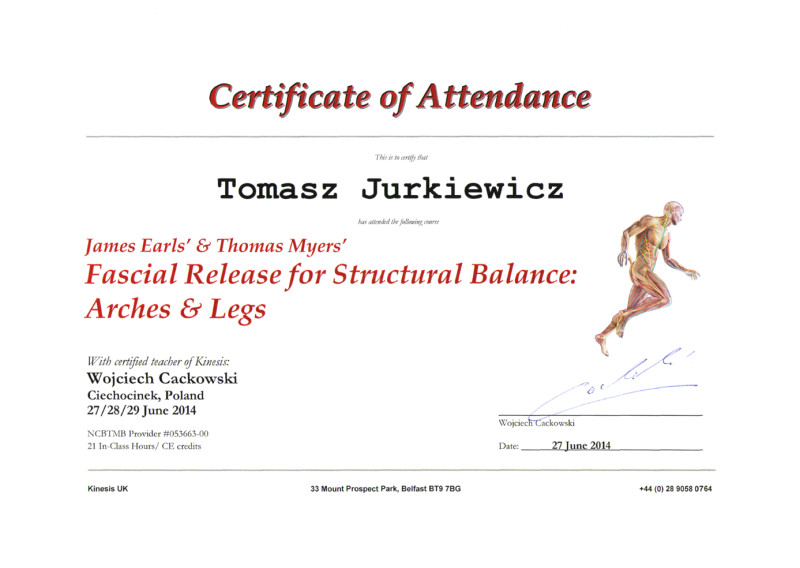 Certificate of Attendance
This is to certify that
Tomasz Jurkiewicz
has attended the following course
James Earls' & Thomas Myers'
Fascial Release for Structural Balance:
Arches & Legs
With certified teacher of Kinesis:
Wojciech Cackowski
Ciechocinek, Poland
27/28/29 June 2014
NCBTMB Provider #053663-00
21 In-Class Hours/ CE credits
Wojciech Cackowski
Date: 27 June 2014
Kinesis UK
33 Mount Prospect Park, Belfast BT9 7BG
+44 (0) 28 9058 0764